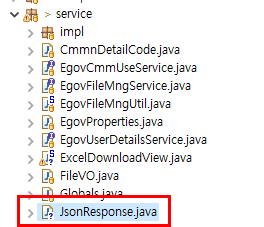 > service
impl
CmmnDetailCode.java
EgovCmmUseService.java
EgovFileMngService.java
EgovFileMngUtil.java
EgovProperties.java
EgovUserDetailsService.java
ExcelDownloadView.java
FileVO.java
Globals.java
JsonResponse.java